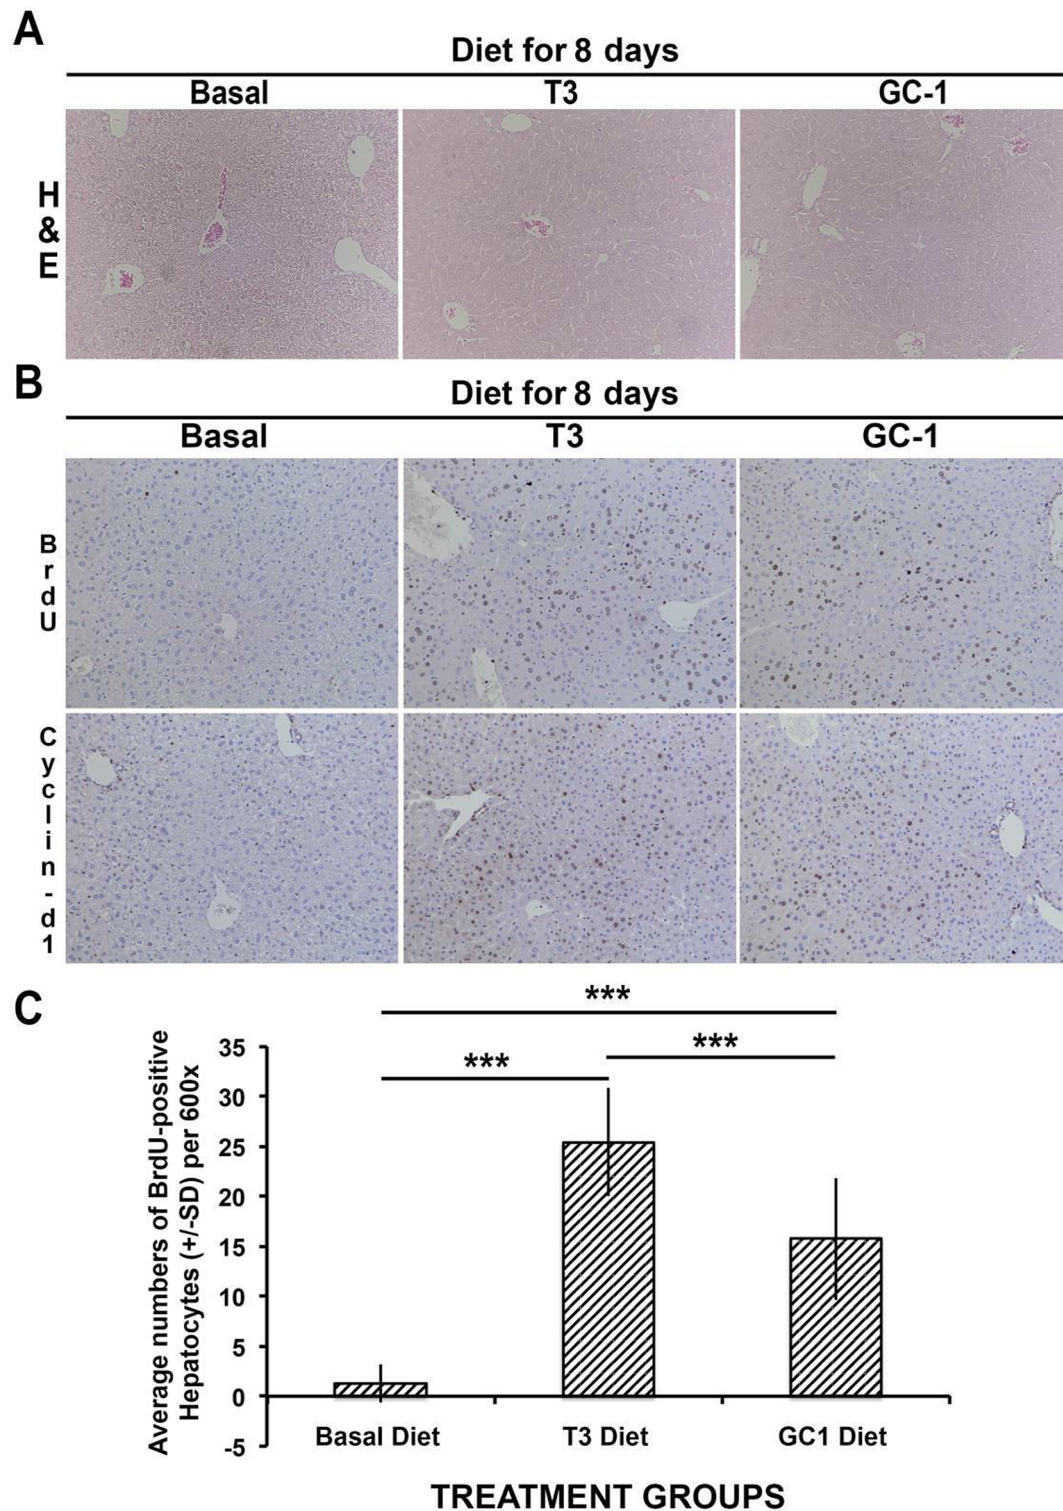 A
Diet for 8 days
Basal T3 GC-1
H
&
E
B
Diet for 8 days
Basal T3 GC-1
B
r
d
U
C
y
c
l
i
n
-
d
1
C
***
***
***
Average numbers of BrdU-positive
Hepatocytes (+/-SD) per 600x
35
30
25
20
15
10
5
0
-5
Basal Diet T3 Diet GC1 Diet
TREATMENT GROUPS